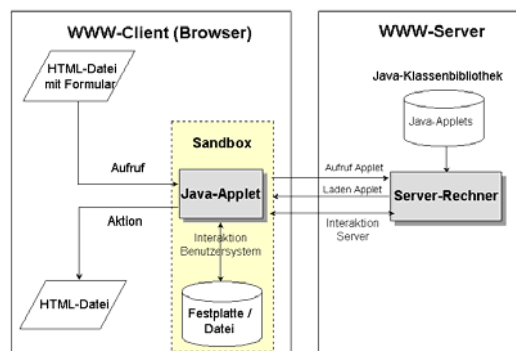 WWW-Client (Browser)
HTML-Datei
mit Formular
Aufruf
Sandbox
Java-Applet
Aktion
Interaktion
Benutzersystem
HTML-Datei
Festplatte /
Datei
Aufruf Applet
Laden Applet
Interaktion
Server
WWW-Server
Java-Klassenbibliothek
Java-Applets
Server-Rechner